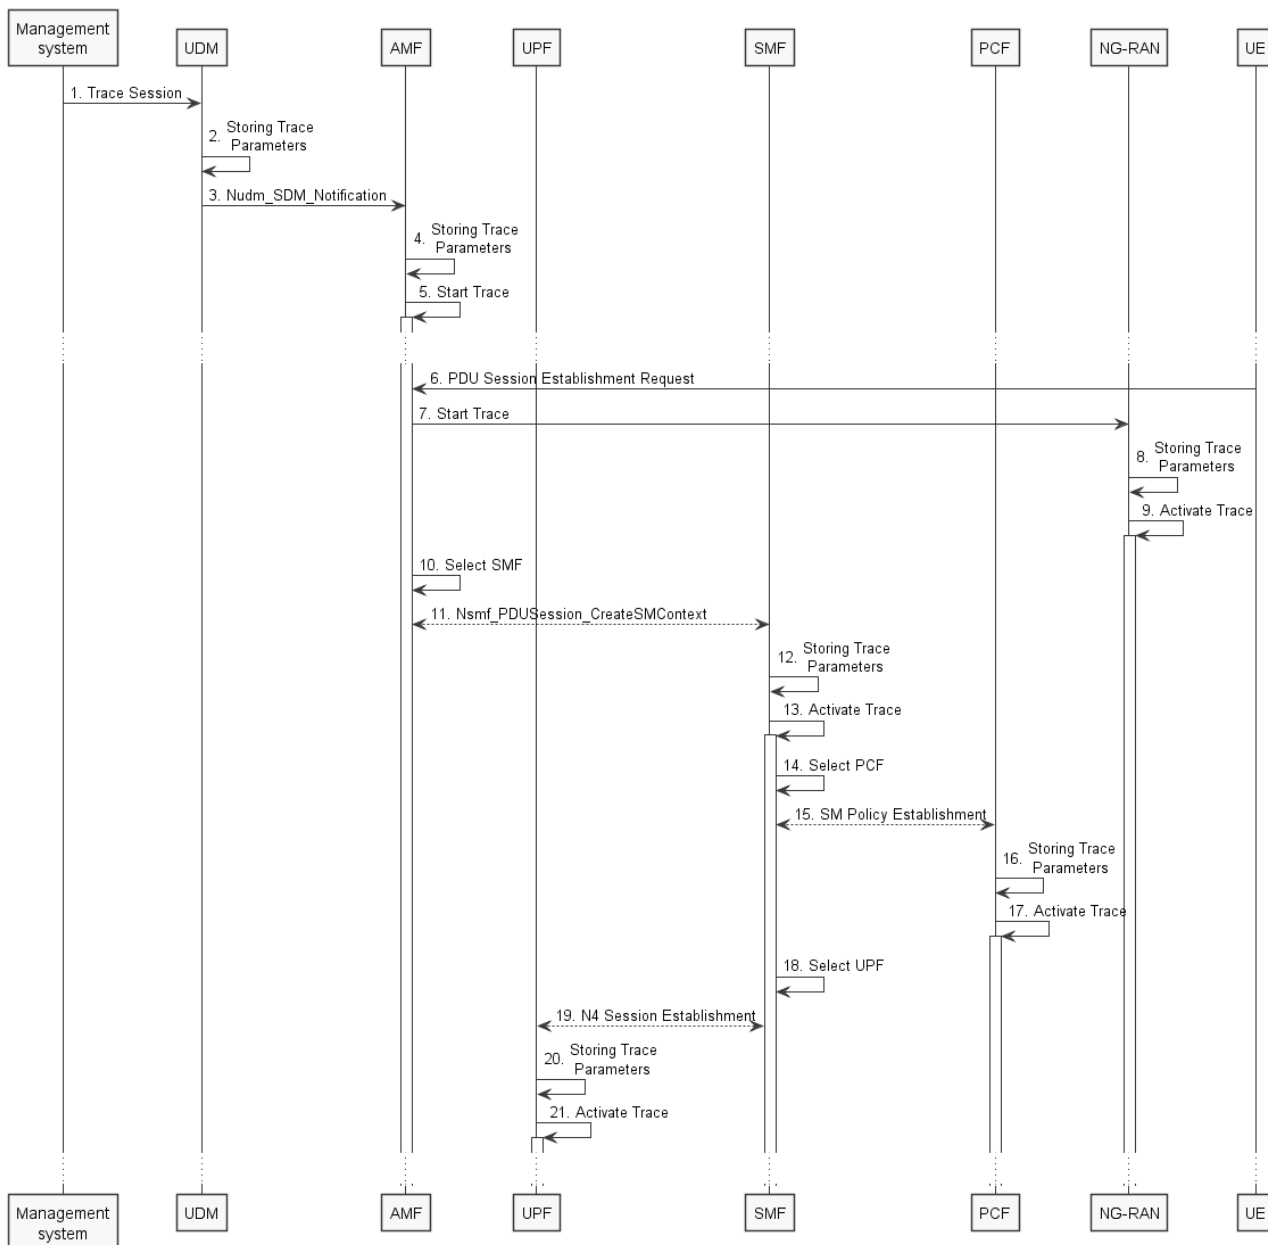 Management
system
UDM
AMF
UPF
SMF
PCF
NG-RAN
UE
1. Trace Session
2. Storing Trace
Parameters
3. Nudm_SDM_Notification
4. Storing Trace
Parameters
5. Start Trace
6. PDU Session Establishment Request
7. Start Trace
8. Storing Trace
Parameters
9. Activate Trace
10. Select SMF
11. Nsmf_PDUSession_CreateSMContext
12. Storing Trace
Parameters
13. Activate Trace
14. Select PCF
15. SM Policy Establishment
16. Storing Trace
Parameters
17. Activate Trace
18. Select UPF
19. N4 Session Establishment
20. Storing Trace
Parameters
21. Activate Trace
Management
system
UDM
AMF
UPF
SMF
PCF
NG-RAN
UE